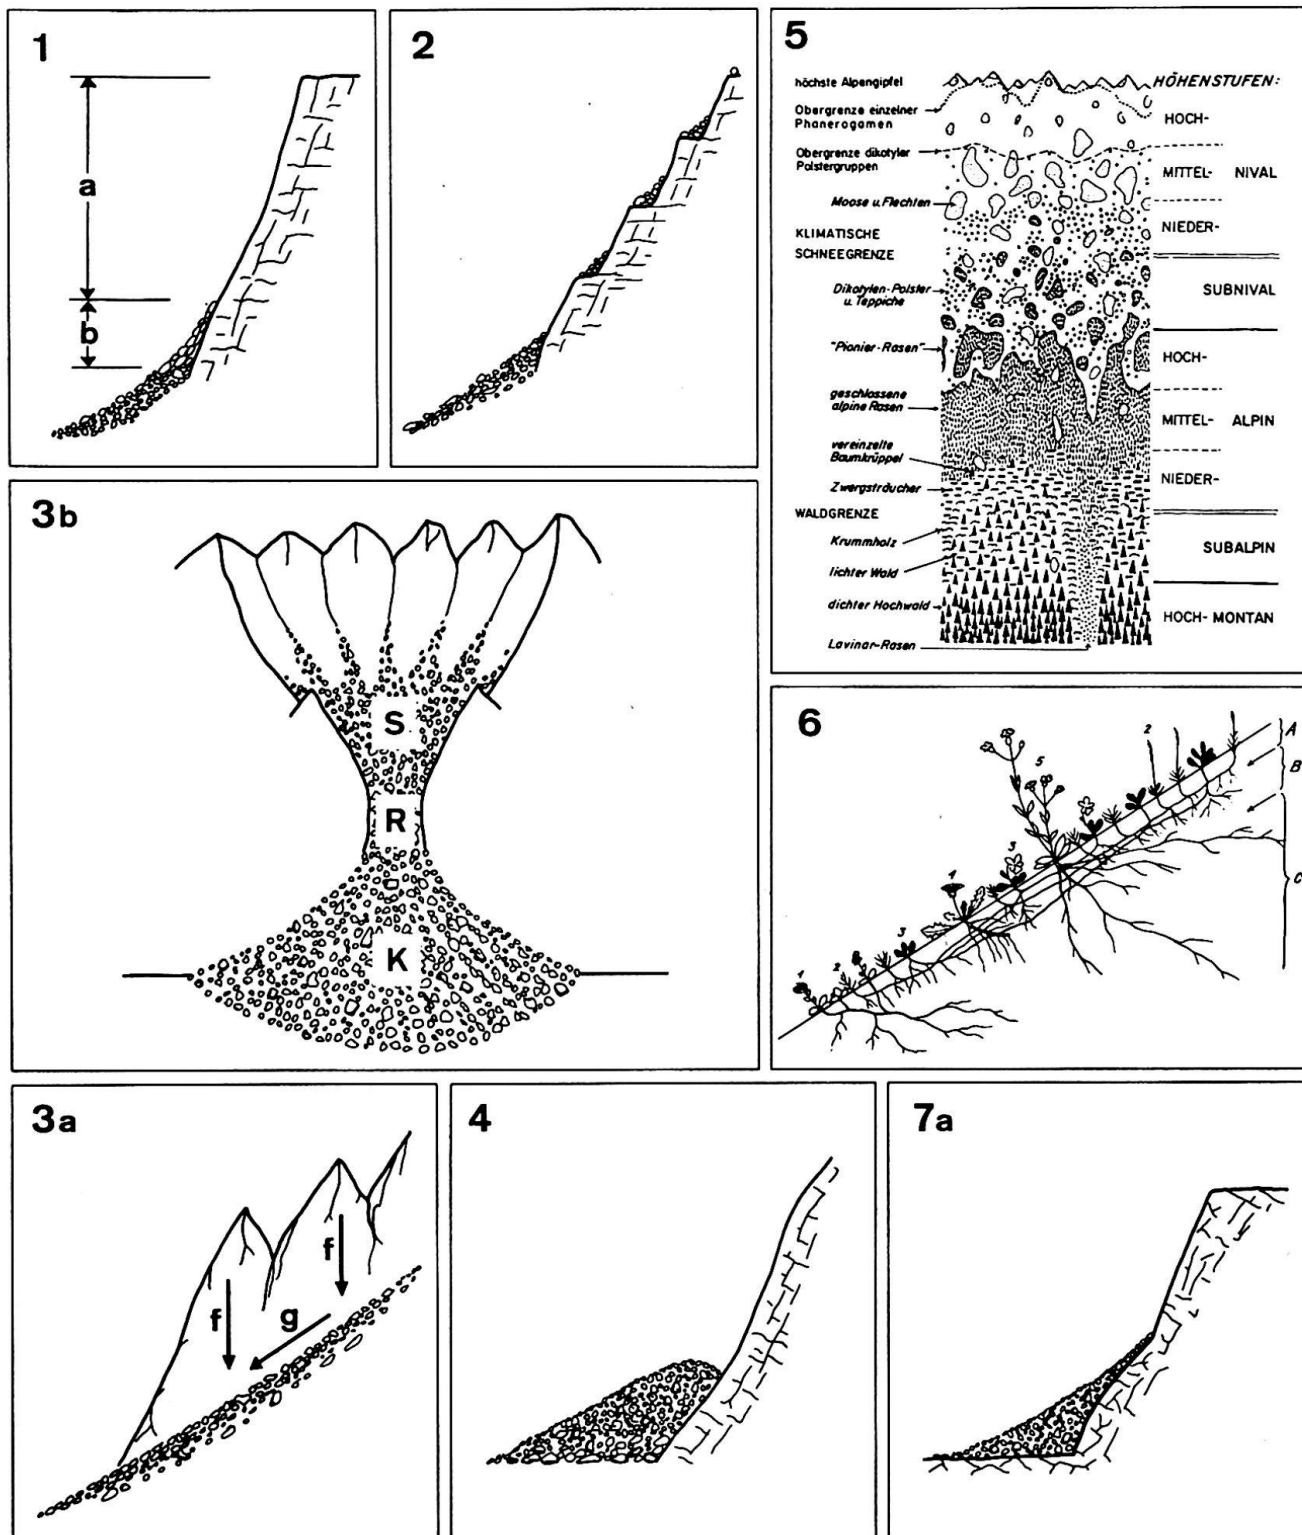 1
a
b
2
5
höchste Alpengipfel
HÖHENSTUFEN:
Obergrenze einzelner
Phanerogamen
HOCH-
Obergrenze dikotyler
Polstergruppen
MITTEL- NIVAL
Moose u. Flechten
KLIMATISCHE
NIEDER-
SCHNEEGRENZE
Dikotylen-Polster
u. Teppiche
SUBNIVAL
"Pionier-Rasen"
HOCH-
geschlossene
alpine Rasen
MITTEL- ALPIN
vereinzelte
Baumkrüppel
NIEDER-
Zwergsträucher
WALDGRENZE
Krummholz
SUBALPIN
lichter Wald
dichter Hochwald
HOCH- MONTAN
Lavinar-Rasen
3b
S
R
K
6
2
A
B
5
C
3
1
3
6
2
1
3a
f
f
g
4
7a